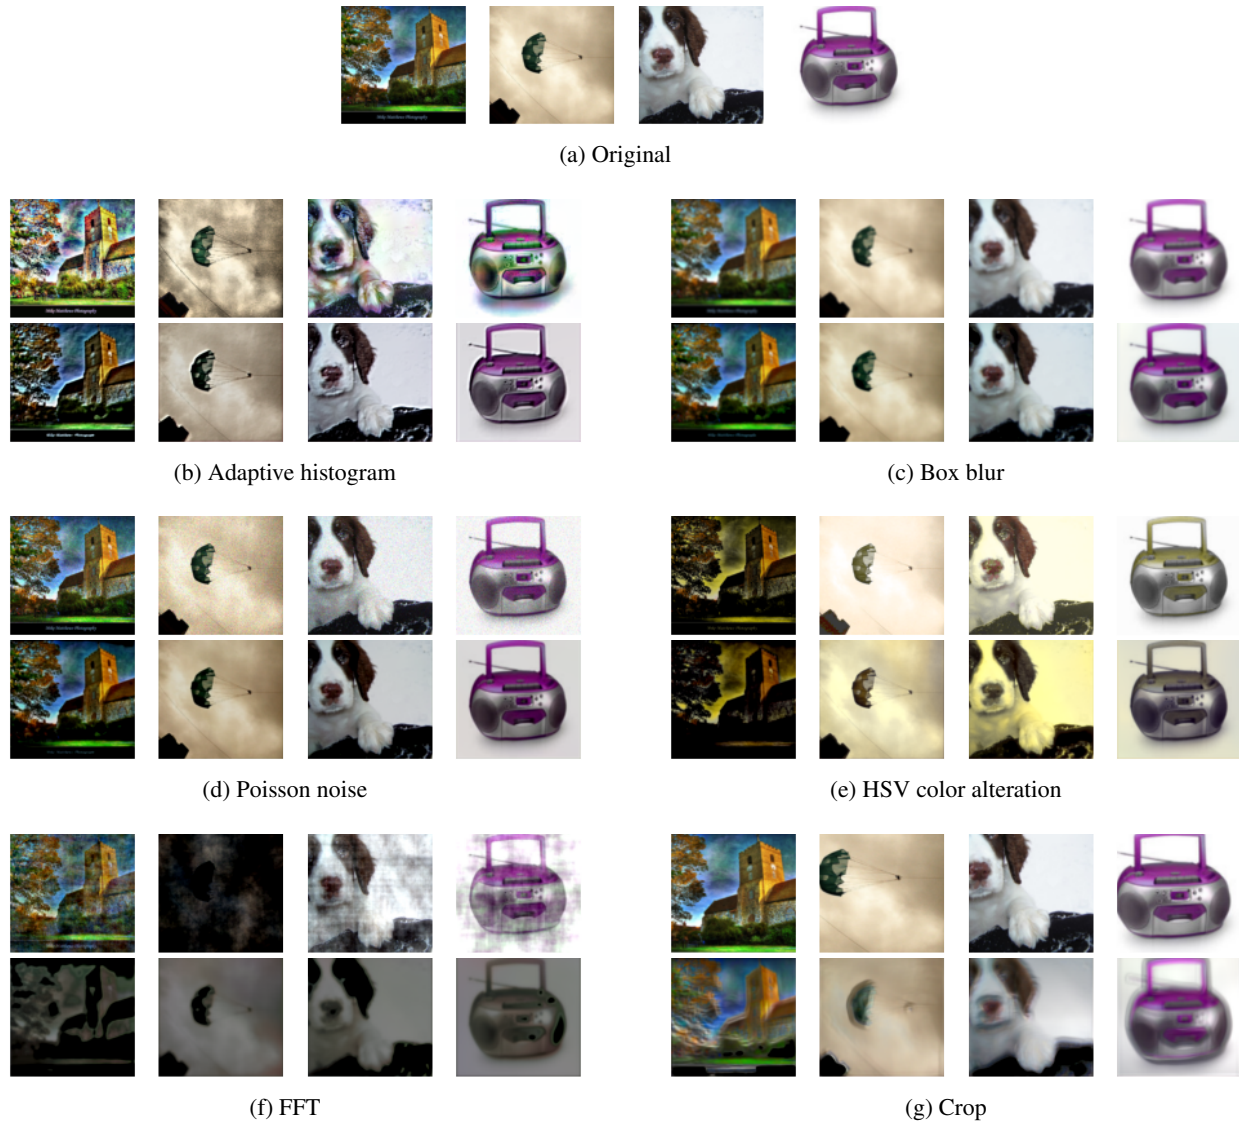 (a) Original
(b) Adaptive histogram
(c) Box blur
(d) Poisson noise
(e) HSV color alteration
(f) FFT
(g) Crop